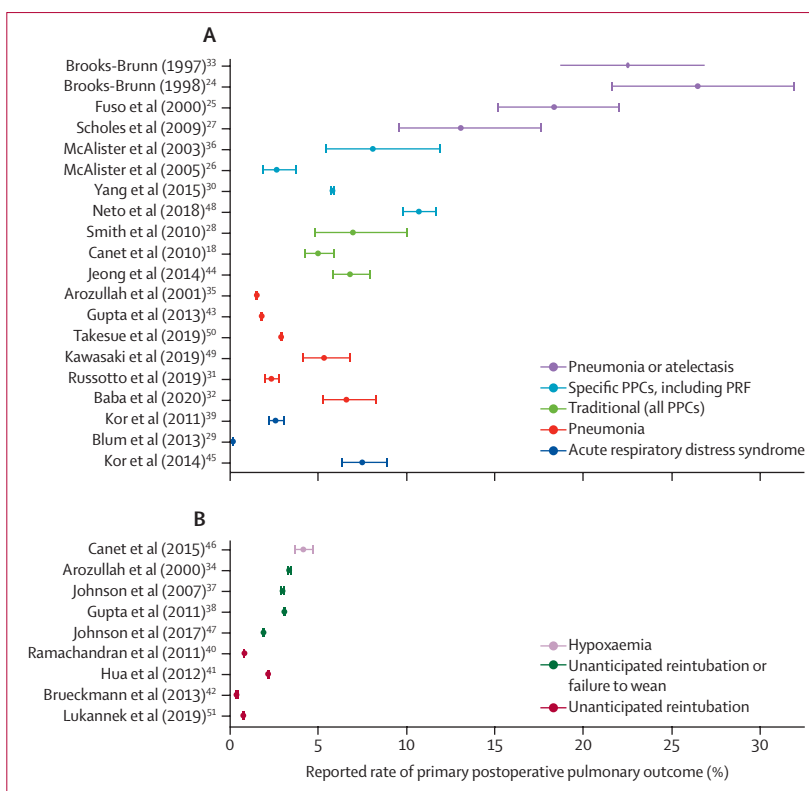 A
Brooks-Brunn (1997)³³
Brooks-Brunn (1998)²⁴
Fuso et al (2000)²⁵
Scholes et al (2009)²⁷
McAlister et al (2003)³⁶
McAlister et al (2005)²⁶
Yang et al (2015)³⁰
Neto et al (2018)⁴⁸
Smith et al (2010)²⁸
Canet et al (2010)¹⁸
Jeong et al (2014)⁴⁴
Arozullah et al (2001)³⁵
Gupta et al (2013)⁴³
Takesue et al (2019)⁵⁰
Kawasaki et al (2019)⁴⁹
Russotto et al (2019)³¹
Baba et al (2020)³²
Kor et al (2011)³⁹
Blum et al (2013)²⁹
Kor et al (2014)⁴⁵
Pneumonia or atelectasis
Specific PPCs, including PRF
Traditional (all PPCs)
Pneumonia
Acute respiratory distress syndrome
B
Canet et al (2015)⁴⁶
Arozullah et al (2000)³⁴
Johnson et al (2007)³⁷
Gupta et al (2011)³⁸
Johnson et al (2017)⁴⁷
Ramachandran et al (2011)⁴⁰
Hua et al (2012)⁴¹
Brueckmann et al (2013)⁴²
Lukannek et al (2019)⁵¹
Hypoxaemia
Unanticipated reintubation or
failure to wean
Unanticipated reintubation
0 5 10 15 20 25 30
Reported rate of primary postoperative pulmonary outcome (%)